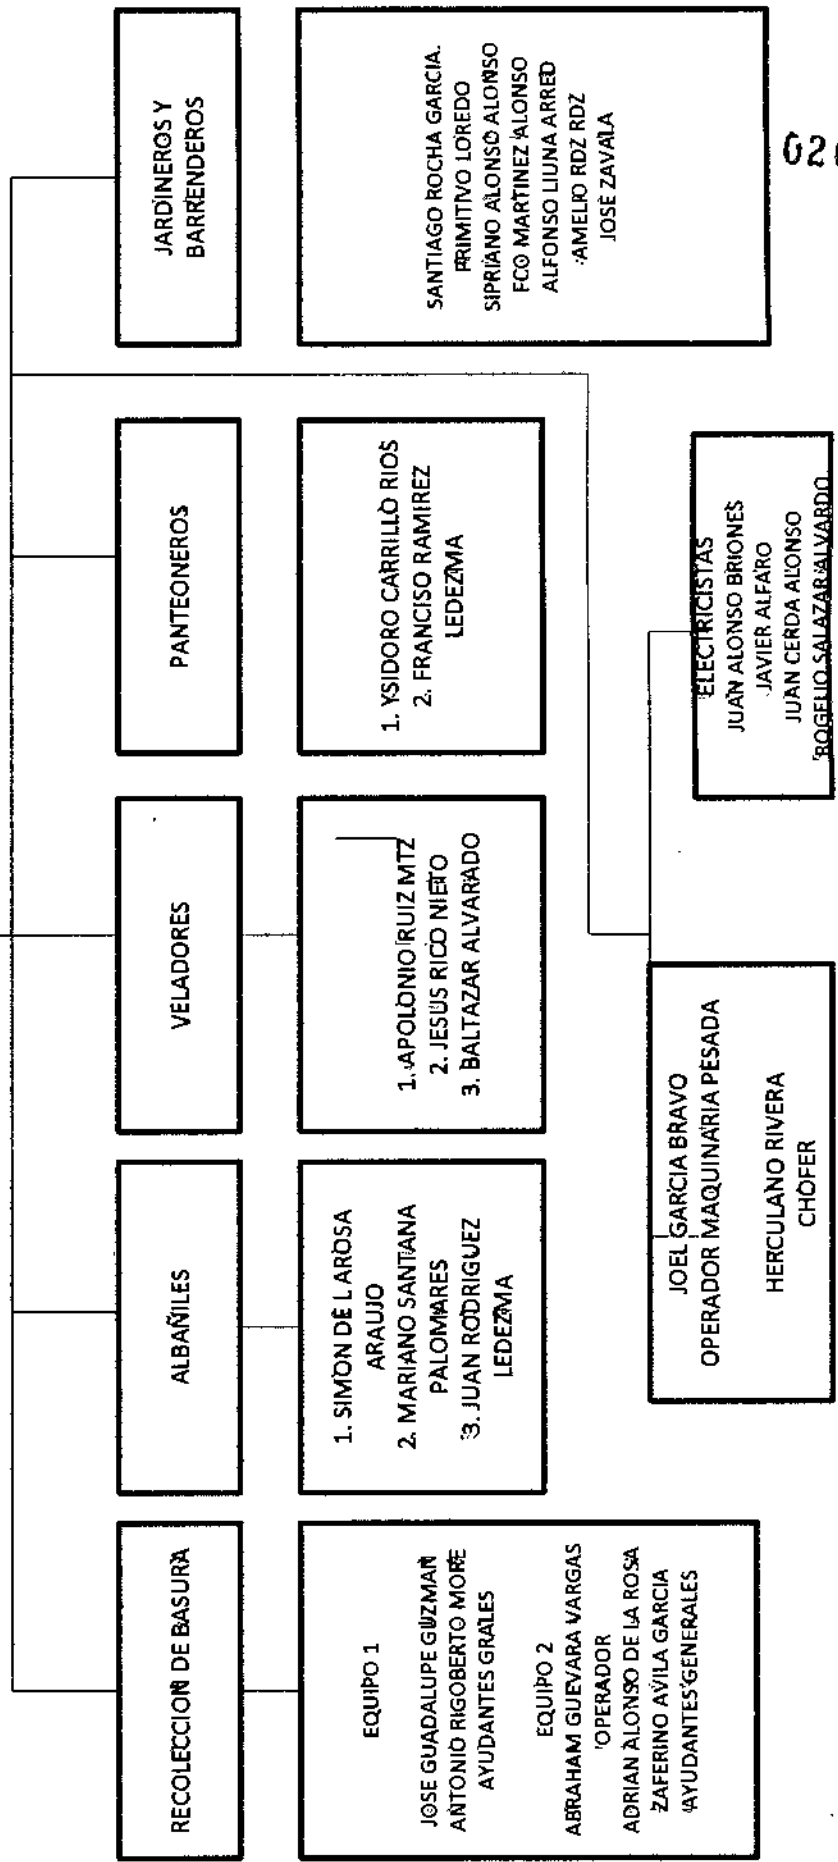 RECOLECCION DE BASURA
EQUIPO 1
JOSE GUADALUPE GUZMAN
ANTONIO RIGOBERTO MORE
AYUDANTES GRALES
EQUIPO 2
ABRAHAM GUEVARA VARGAS
OPERADOR
ADRIAN ALONSO DE LA ROSA
ZAFERINO AVILA GARCIA
AYUDANTES GENERALES
ALBAÑILES
1. SIMON DE L AROSA
ARAUJO
2. MARIANO SANTANA
PALOMARES
3. JUAN RODRIGUEZ
LEDEZMA
VELADORES
1. APOLONIO RUIZ MTZ
2. JESUS RICO NIETO
3. BALTAZAR ALVARADO
PANTEONEROS
1. YSIDORO CARRILLO RIOS
2. FRANCISO RAMIREZ
LEDEZMA
JARDINEROS Y
BARRENDEROS
SANTIAGO ROCHA GARCIA.
PRIMITIVO LOREDO
SIPRIANO ALONSO ALONSO
FCO MARTINEZ ALONSO
ALFONSO LIUNA ARRED
AMELIO RDZ RDZ
JOSE ZAVALA
JOEL GARCIA BRAVO
OPERADOR MAQUINARIA PESADA
HERCULANO RIVERA
CHOFER
ELECTRICISTAS
JUAN ALONSO BRIONES
JAVIER ALFARO
JUAN CERDA ALONSO
ROGELIO SALAZAR ALVARDO